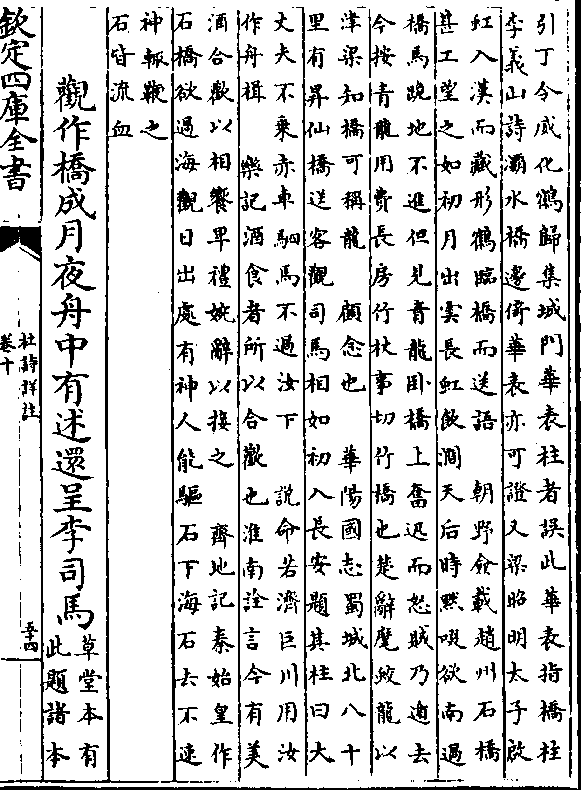 引丁令威化鶴歸集城門華表柱者誤此華表指橋柱
李義山詩灞水橋邊倚華表亦可證又梁昭明太子啟
虹入漢而藏形鶴臨橋而送語　朝野僉載趙州石橋
甚工望之如初月出雲長虹飲澗天后時黙啜欲南過
橋馬跪地不進但見青龍卧橋上奮迅而怒賊乃遁去
今按青龍用費長房竹杖事切竹橋也楚辭麾蛟龍以
津梁知橋可稱龍　顧念也　華陽國志蜀城北八十
里有昇仙橋送客觀司馬相如初入長安題其柱曰大
丈夫不乘赤車駟馬不過汝下　說命若濟巨川用汝
作舟楫　樂記酒食者所以合歡也淮南詮言今有美
酒合歡以相饗卑禮婉辭以接之　齊地記秦始皇作
石橋欲過海觀日出處有神人能驅石下海石去不速
神輒鞭之
石皆流血
觀作橋成月夜舟中有述還呈李司馬
草堂本有
此題諸本
欽定四庫全書
杜詩詳註
卷十
五十四